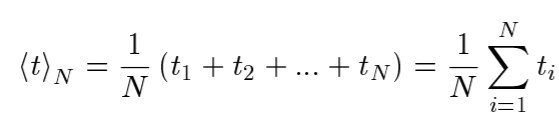 ⟨t⟩_N = \frac{1}{N} (t_1 + t_2 + ... + t_N) = \frac{1}{N} \sum_{i=1}^{N} t_i